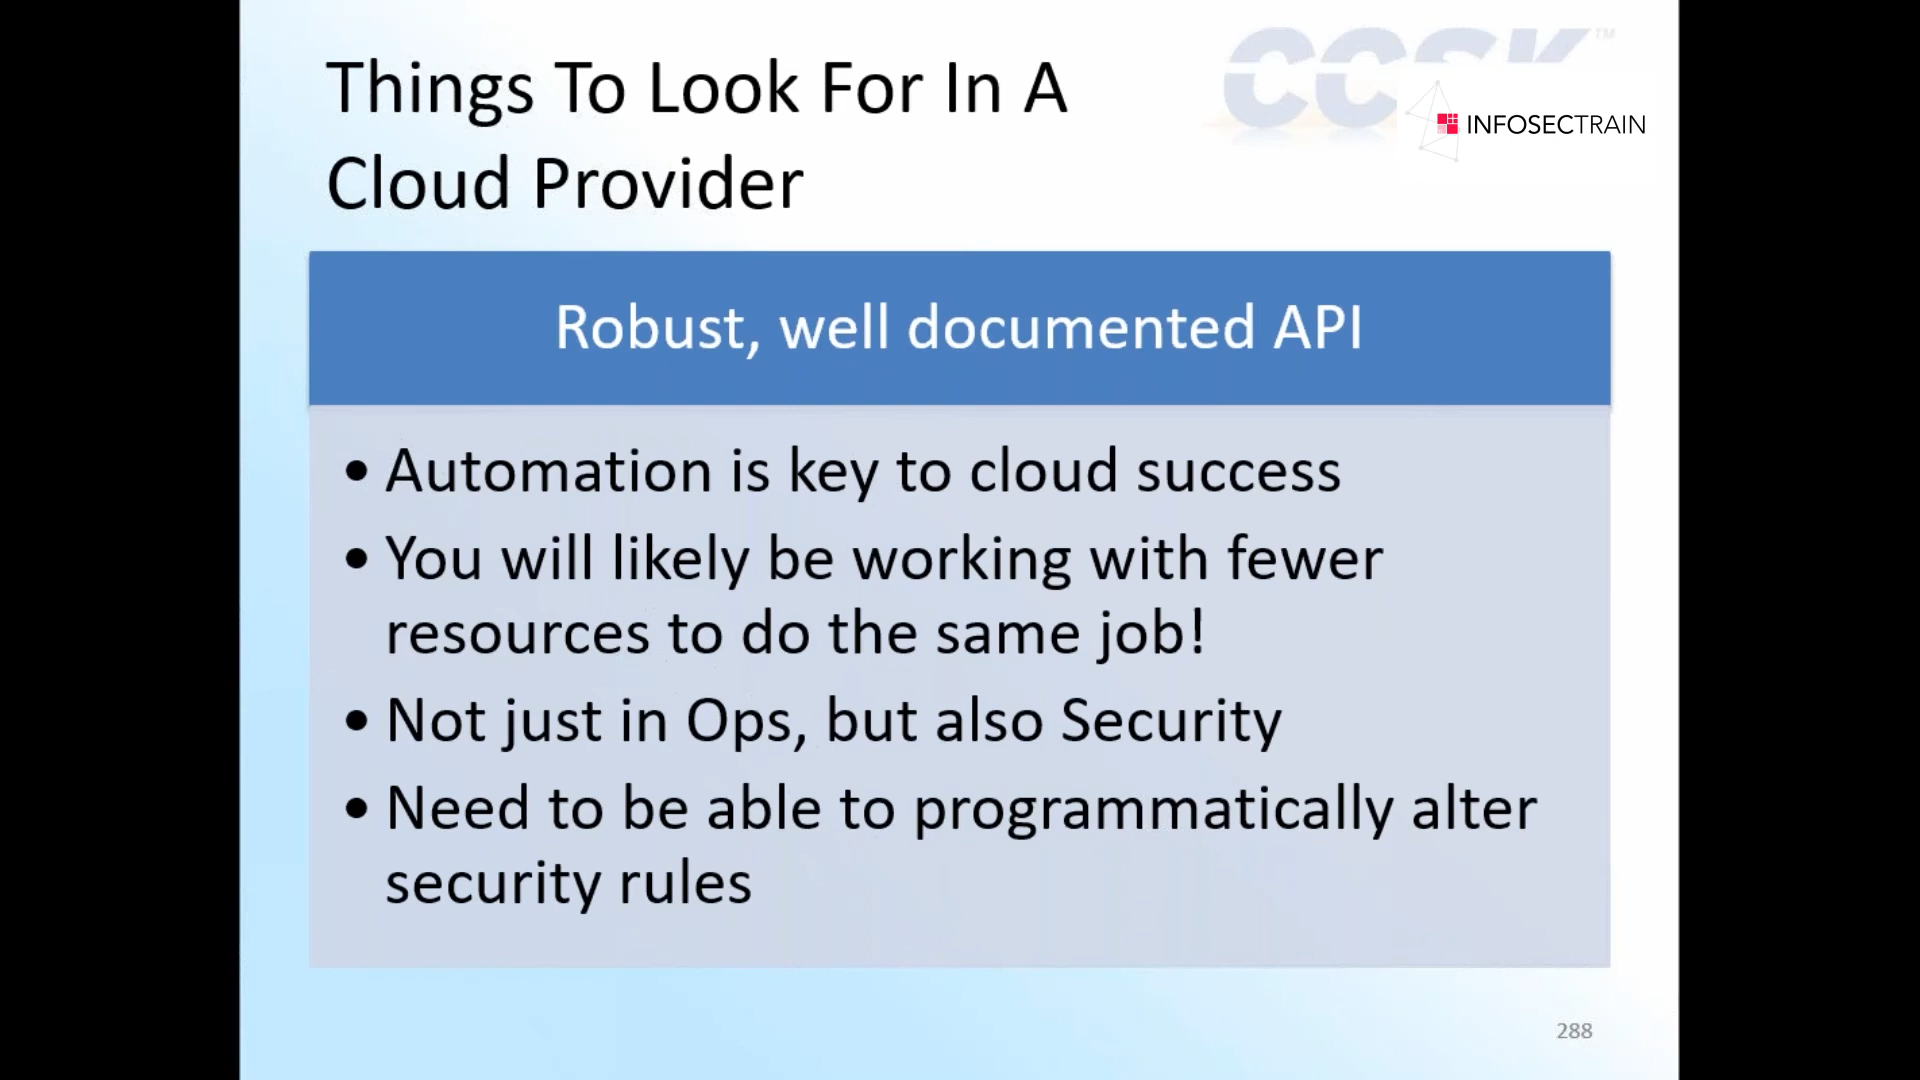 Things To Look For In A
Cloud Provider
CCSK™
INFOSECTRAIN
Robust, well documented API
• Automation is key to cloud success
• You will likely be working with fewer
resources to do the same job!
• Not just in Ops, but also Security
• Need to be able to programmatically alter
security rules
288